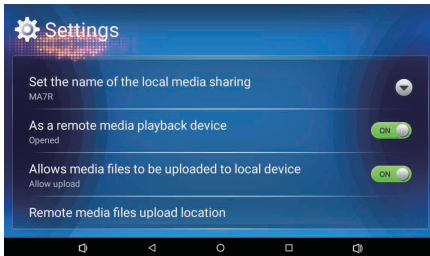 Settings
Set the name of the local media sharing
MA7R
As a remote media playback device
Opened
ON
Allows media files to be uploaded to local device
Allow upload
ON
Remote media files upload location